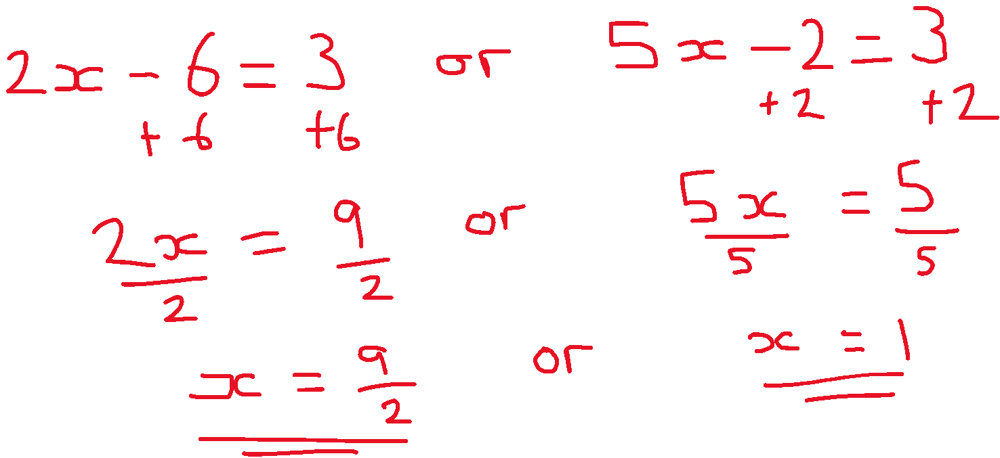 2x - 6 = 3 or 5x - 2 = 3
+ 6 +6 +2 +2
2x/2 = 9/2 or 5x/5 = 5/5
x = 9/2 or x = 1